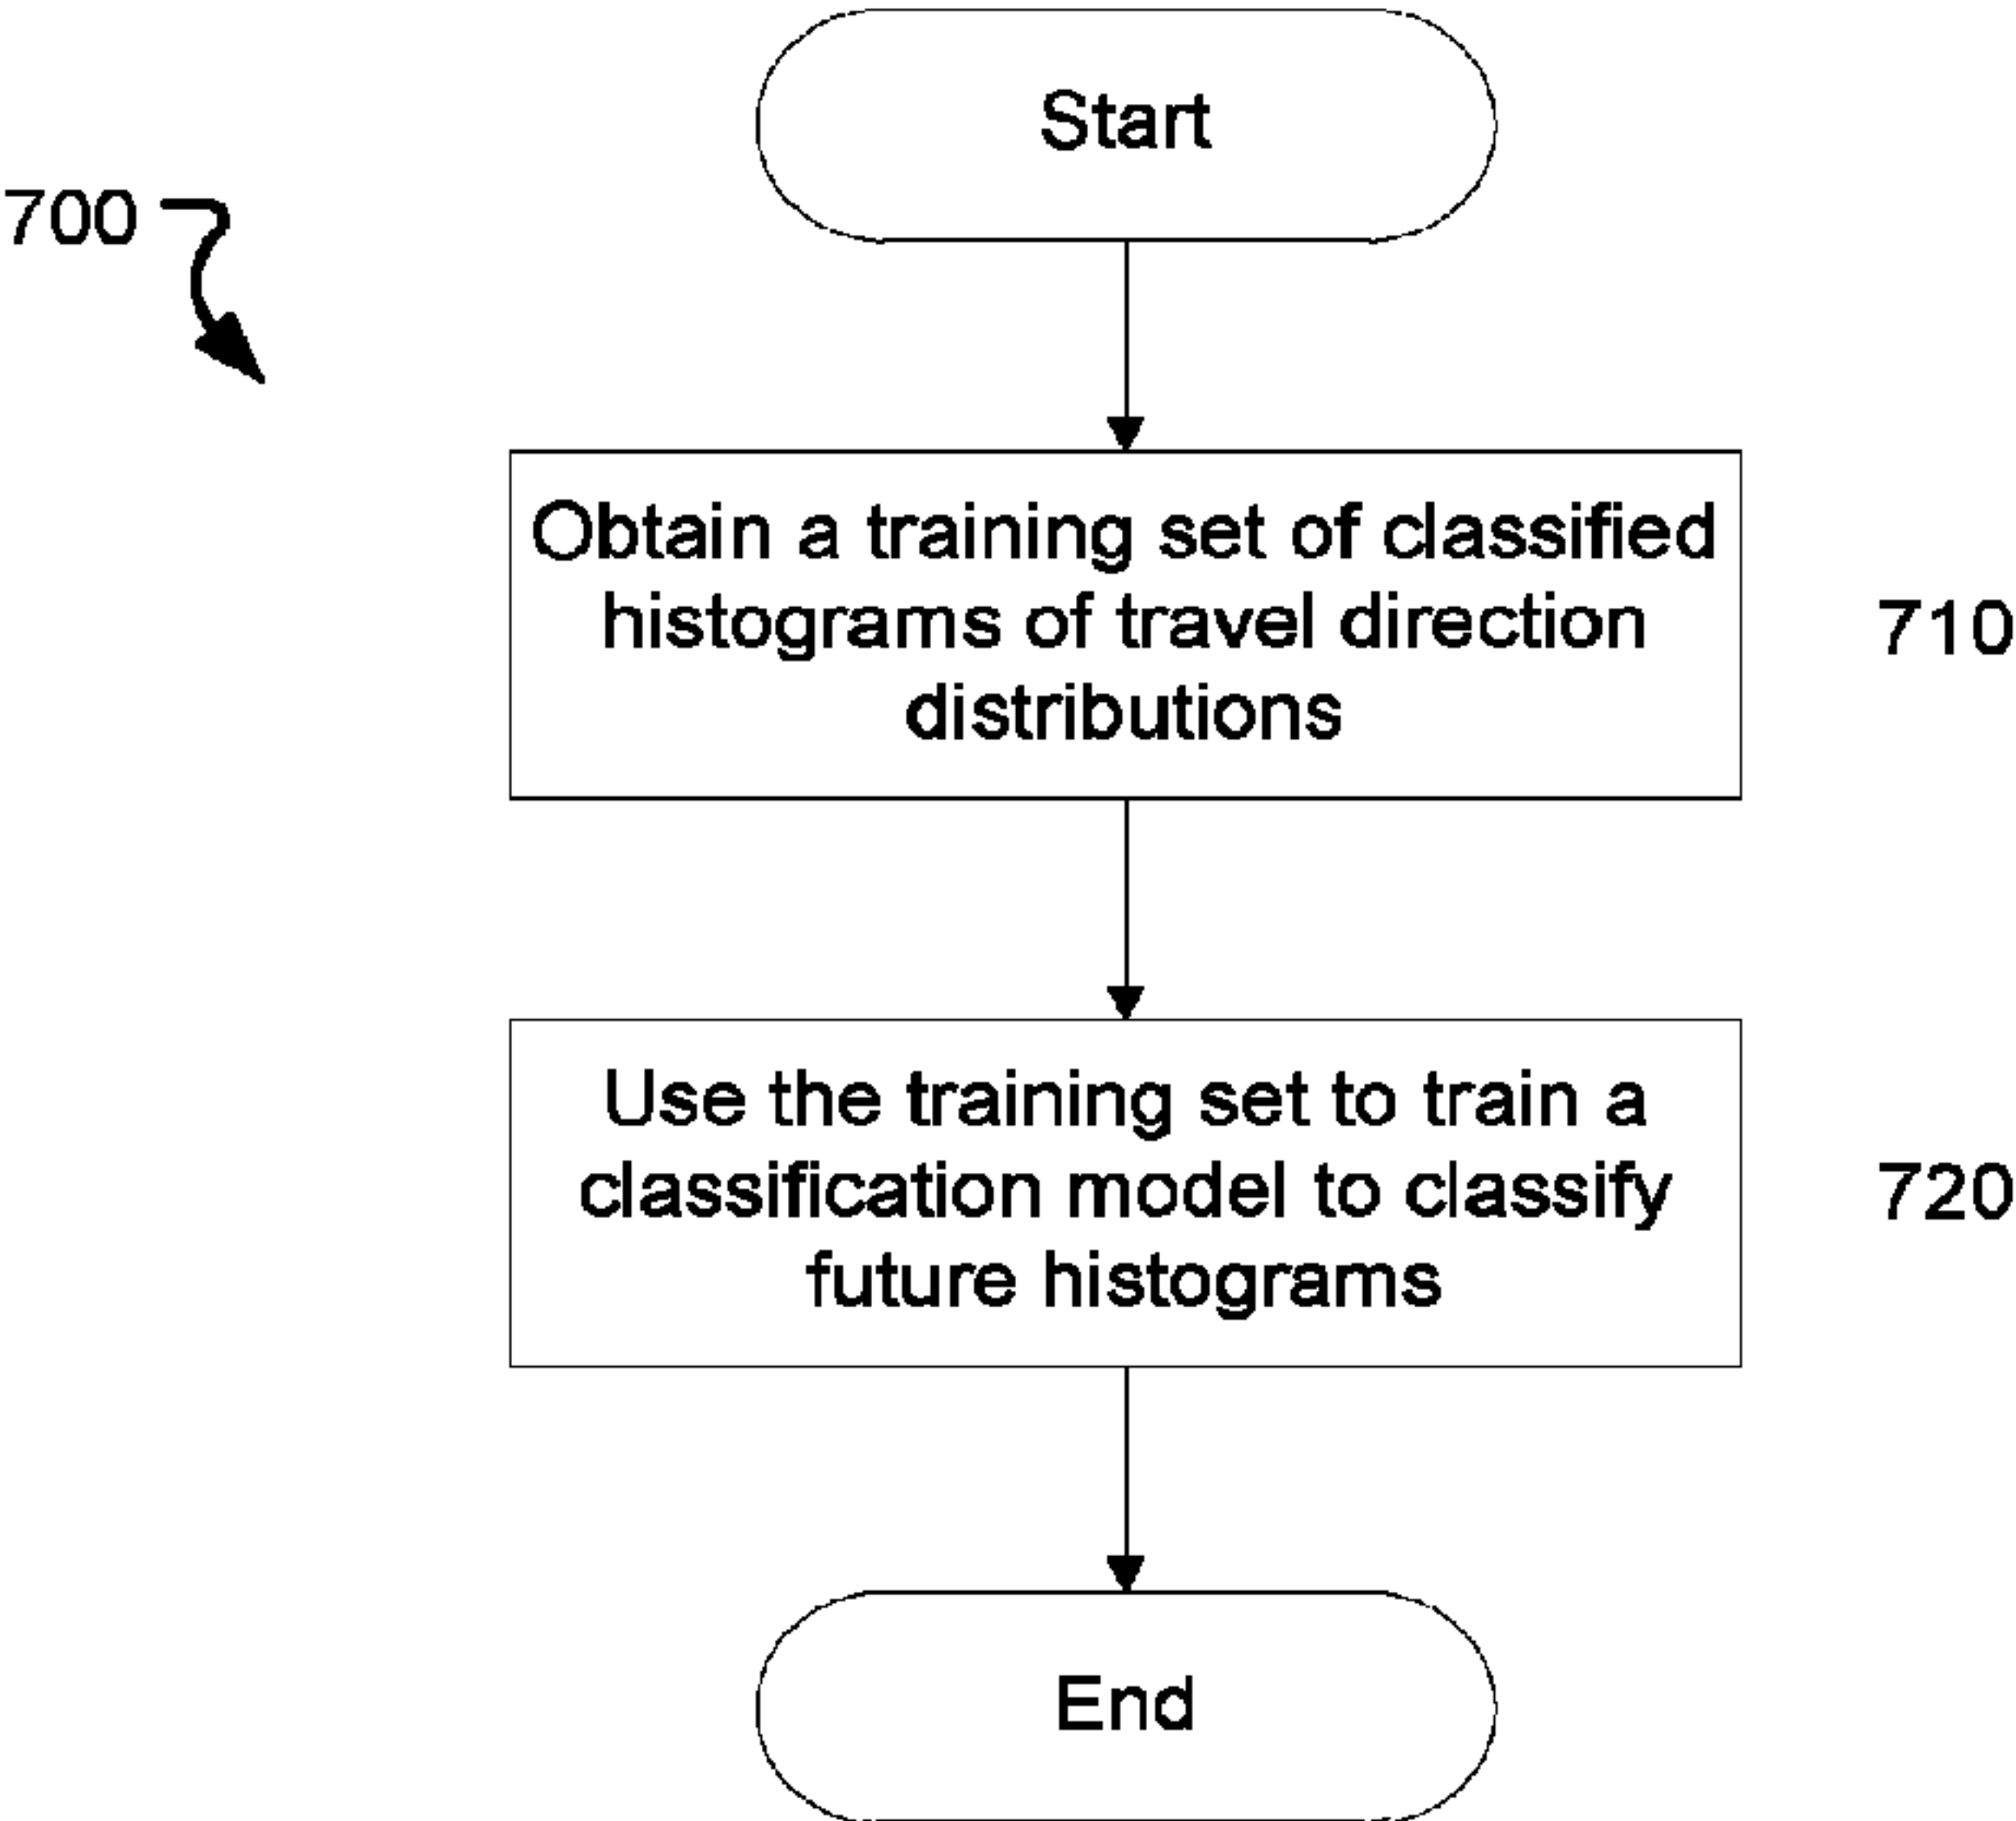 Start
700
Obtain a training set of classified
histograms of travel direction
distributions
710
Use the training set to train a
classification model to classify
future histograms
720
End